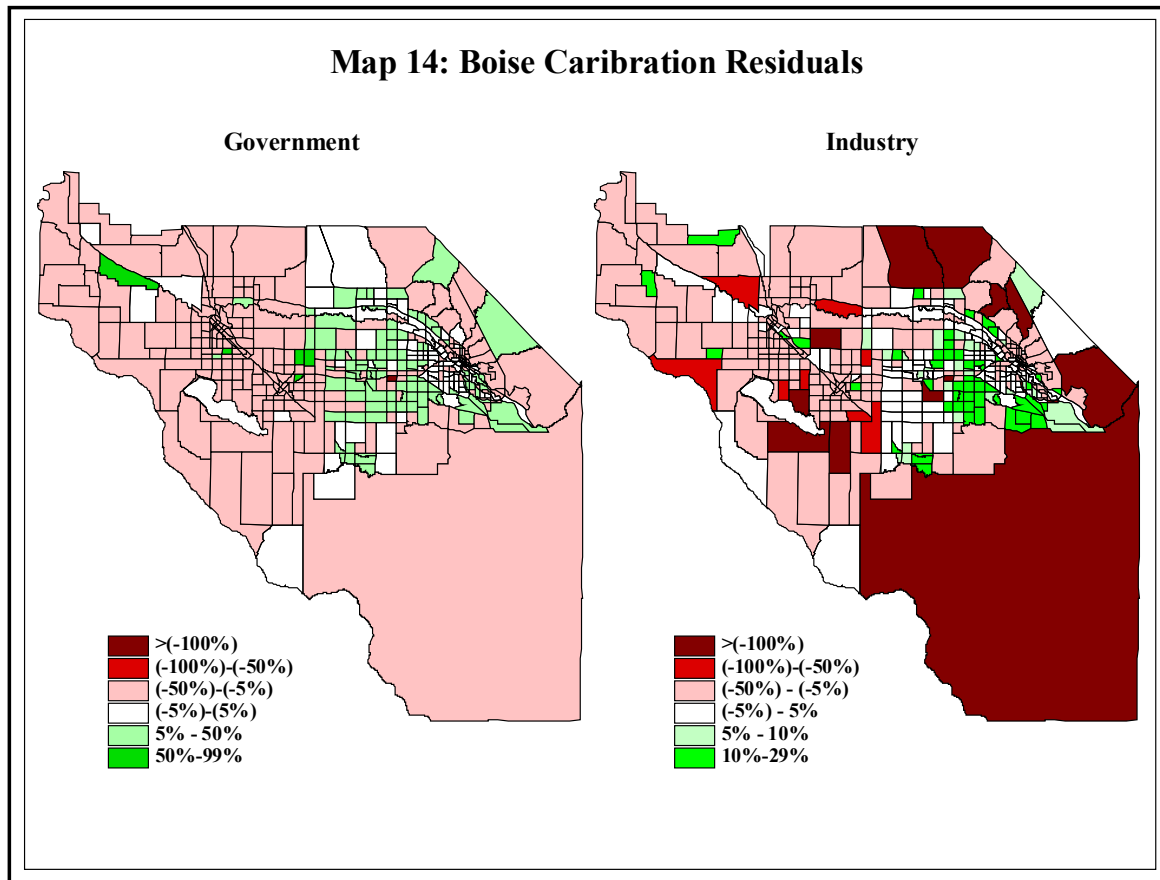 Map 14: Boise Caribration Residuals
Government
>(-100%)
(-100%)-(-50%)
(-50%)-(-5%)
(-5%)-(5%)
5% - 50%
50%-99%
Industry
>(-100%)
(-100%)-(-50%)
(-50%) - (-5%)
(-5%) - 5%
5% - 10%
10%-29%